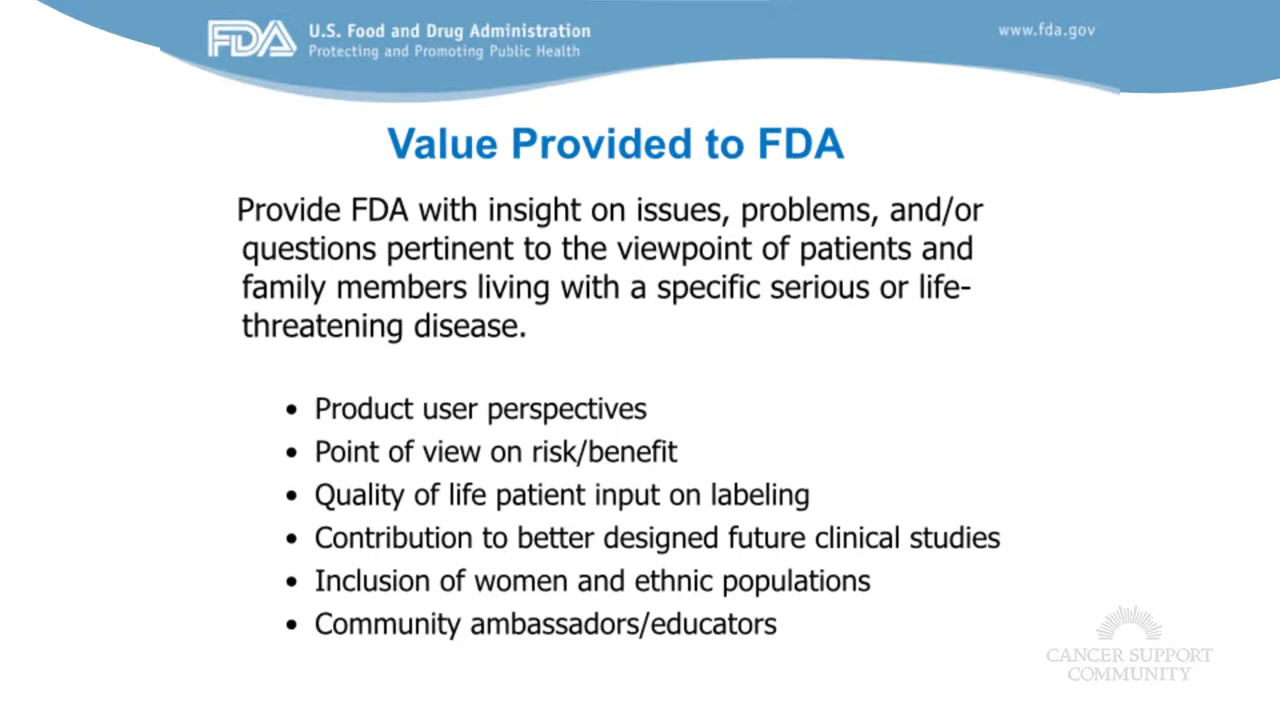 FDA
U.S. Food and Drug Administration
Protecting and Promoting Public Health
www.fda.gov
Value Provided to FDA
Provide FDA with insight on issues, problems, and/or
questions pertinent to the viewpoint of patients and
family members living with a specific serious or life-
threatening disease.
• Product user perspectives
• Point of view on risk/benefit
• Quality of life patient input on labeling
• Contribution to better designed future clinical studies
• Inclusion of women and ethnic populations
• Community ambassadors/educators
CANCER SUPPORT
COMMUNITY